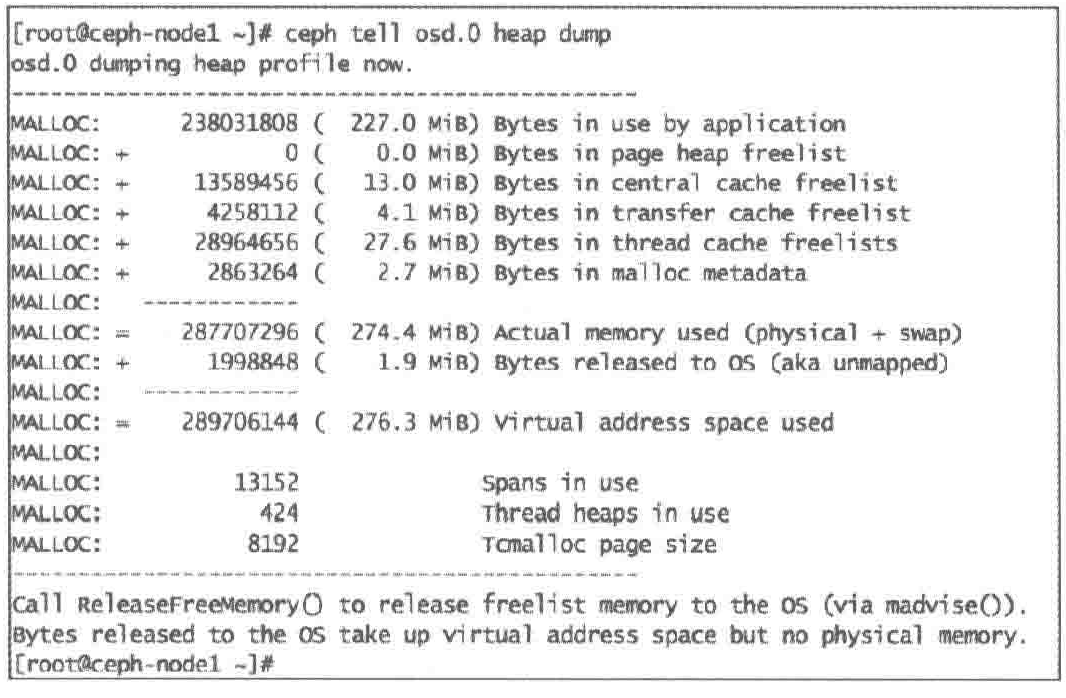 [root@ceph-node1 ~]# ceph tell osd.0 heap dump
osd.0 dumping heap profile now.
------------------------------------------------
MALLOC:      238031808 (  227.0 MiB) Bytes in use by application
MALLOC: +            0 (    0.0 MiB) Bytes in page heap freelist
MALLOC: +     13589456 (   13.0 MiB) Bytes in central cache freelist
MALLOC: +      4258112 (    4.1 MiB) Bytes in transfer cache freelist
MALLOC: +     28964656 (   27.6 MiB) Bytes in thread cache freelists
MALLOC: +      2863264 (    2.7 MiB) Bytes in malloc metadata
MALLOC:   ------------
MALLOC: =    287707296 (  274.4 MiB) Actual memory used (physical + swap)
MALLOC: +      1998848 (    1.9 MiB) Bytes released to OS (aka unmapped)
MALLOC:   ------------
MALLOC: =    289706144 (  276.3 MiB) Virtual address space used
MALLOC:
MALLOC:          13152              Spans in use
MALLOC:            424              Thread heaps in use
MALLOC:           8192              Tcmalloc page size
------------------------------------------------
Call ReleaseFreeMemory() to release freelist memory to the OS (via madvise()).
Bytes released to the OS take up virtual address space but no physical memory.
[root@ceph-node1 ~]#